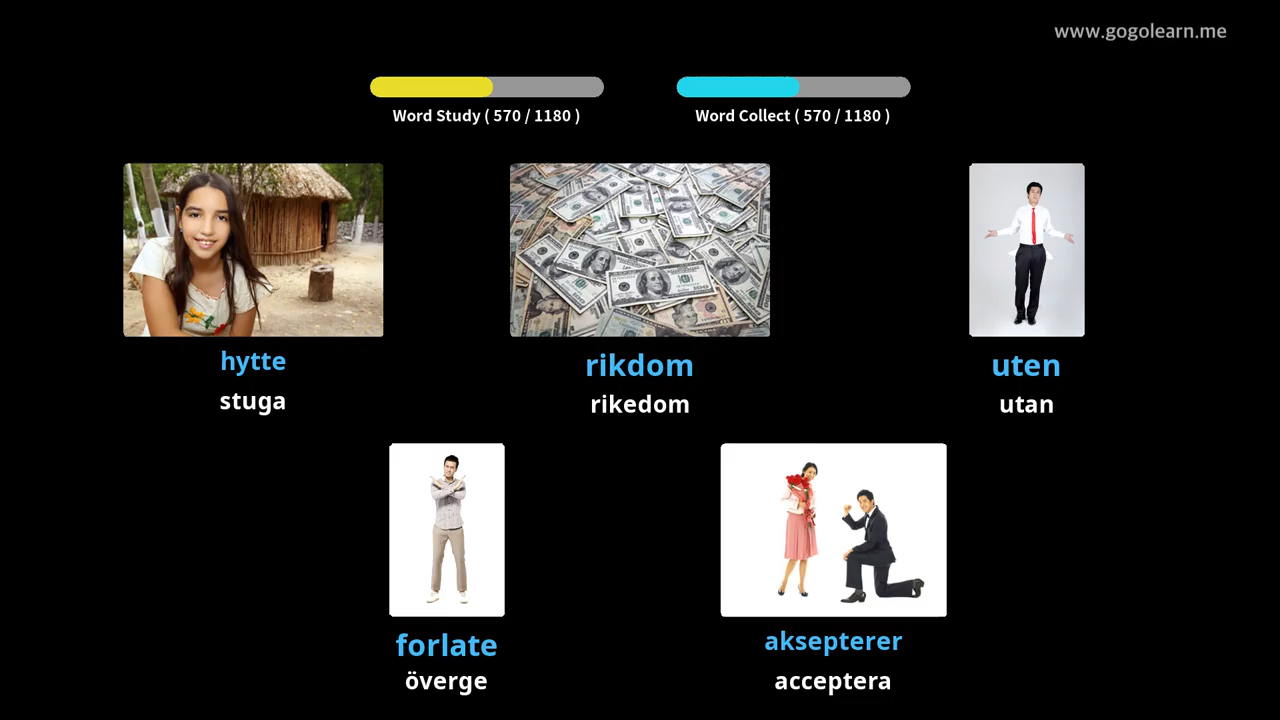 www.gogolearn.me
Word Study ( 570 / 1180 )
Word Collect ( 570 / 1180 )
hytte
stuga
rikdom
rikedom
uten
utan
forlate
överge
aksepterer
acceptera